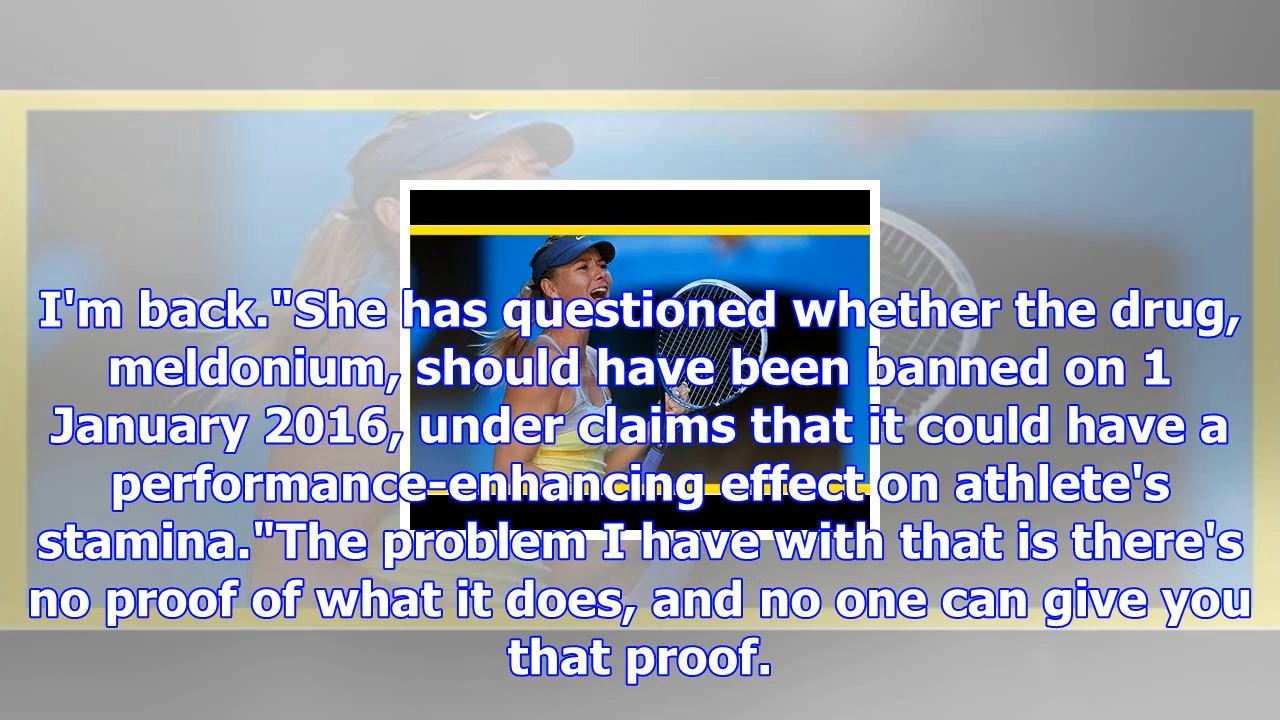 I'm back."She has questioned whether the drug,
meldonium, should have been banned on 1
January 2016, under claims that it could have a
performance-enhancing effect on athlete's
stamina."The problem I have with that is there's
no proof of what it does, and no one can give you
that proof.